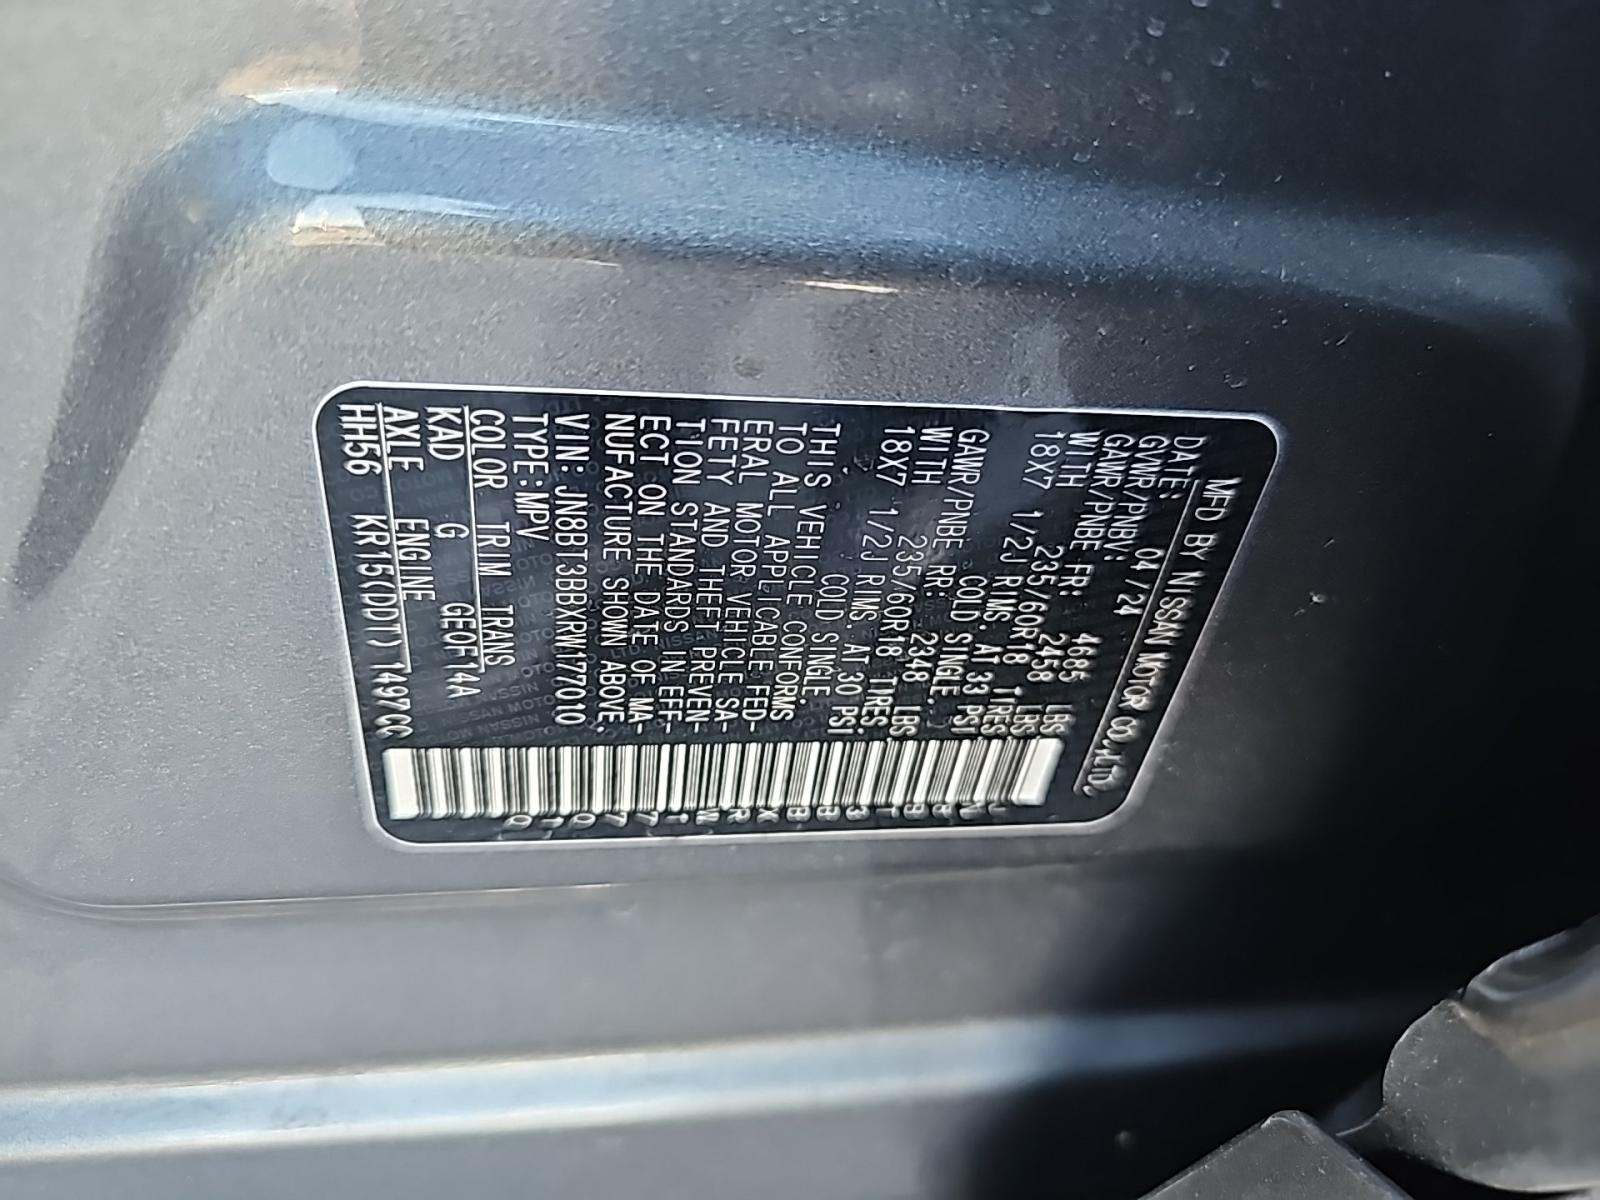 MFD BY NISSAN MOTOR CO., LTD.
DATE: 04/24
GVWR/PNBV: 4685 LBS
GAWR/PNBE FR: 2458 LBS
WITH 235/60R18 TIRES.
18X7 1/2J RIMS. AT 33 PSI
COLD SINGLE.
GAWR/PNBE RR: 2348 LBS
WITH 235/60R18 TIRES.
18X7 1/2J RIMS. AT 30 PSI
COLD SINGLE.
THIS VEHICLE CONFORMS
TO ALL APPLICABLE FED-
ERAL MOTOR VEHICLE SA-
FETY AND THEFT PREVEN-
TION STANDARDS IN EFF-
ECT ON THE DATE OF MA-
NUFACTURE SHOWN ABOVE.
VIN: JN8BT3BBXRW177010
TYPE:MPV
COLOR TRIM TRANS
KAD G GE0F14A
AXLE ENGINE
HH56 KR15(DDT) 1497CC